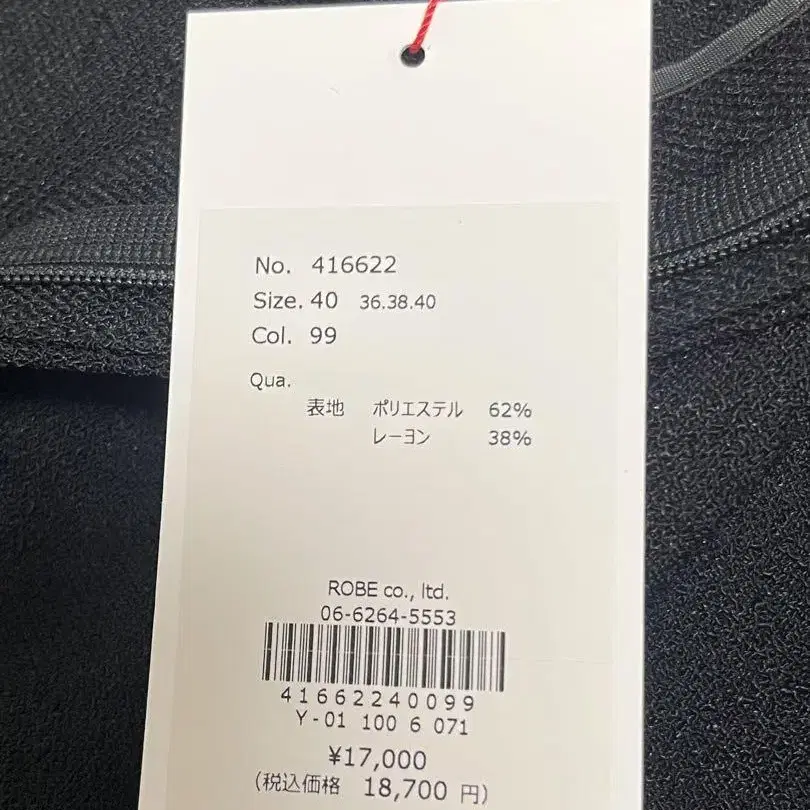 No. 416622
Size. 40 36.38.40
Col. 99
Qua.
表地 ポリエステル 62%
レーヨン 38%
ROBE co., ltd.
06-6264-5553
41662240099
Y-01 100 6 071
¥17,000
(税込価格 18,700 円)